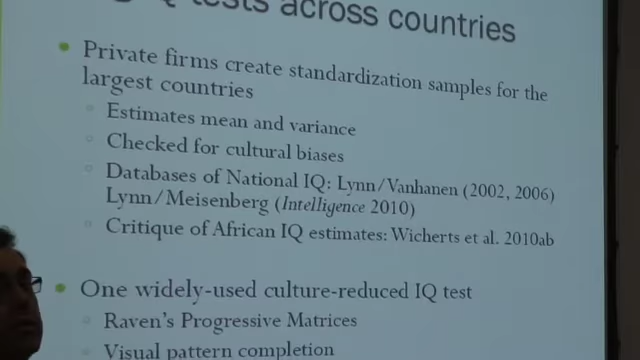 IQ tests across countries
Private firms create standardization samples for the
largest countries
Estimates mean and variance
Checked for cultural biases
Databases of National IQ: Lynn/Vanhanen (2002, 2006)
Lynn/Meisenberg (Intelligence 2010)
Critique of African IQ estimates: Wicherts et al. 2010ab
One widely-used culture-reduced IQ test
Raven's Progressive Matrices
Visual pattern completion